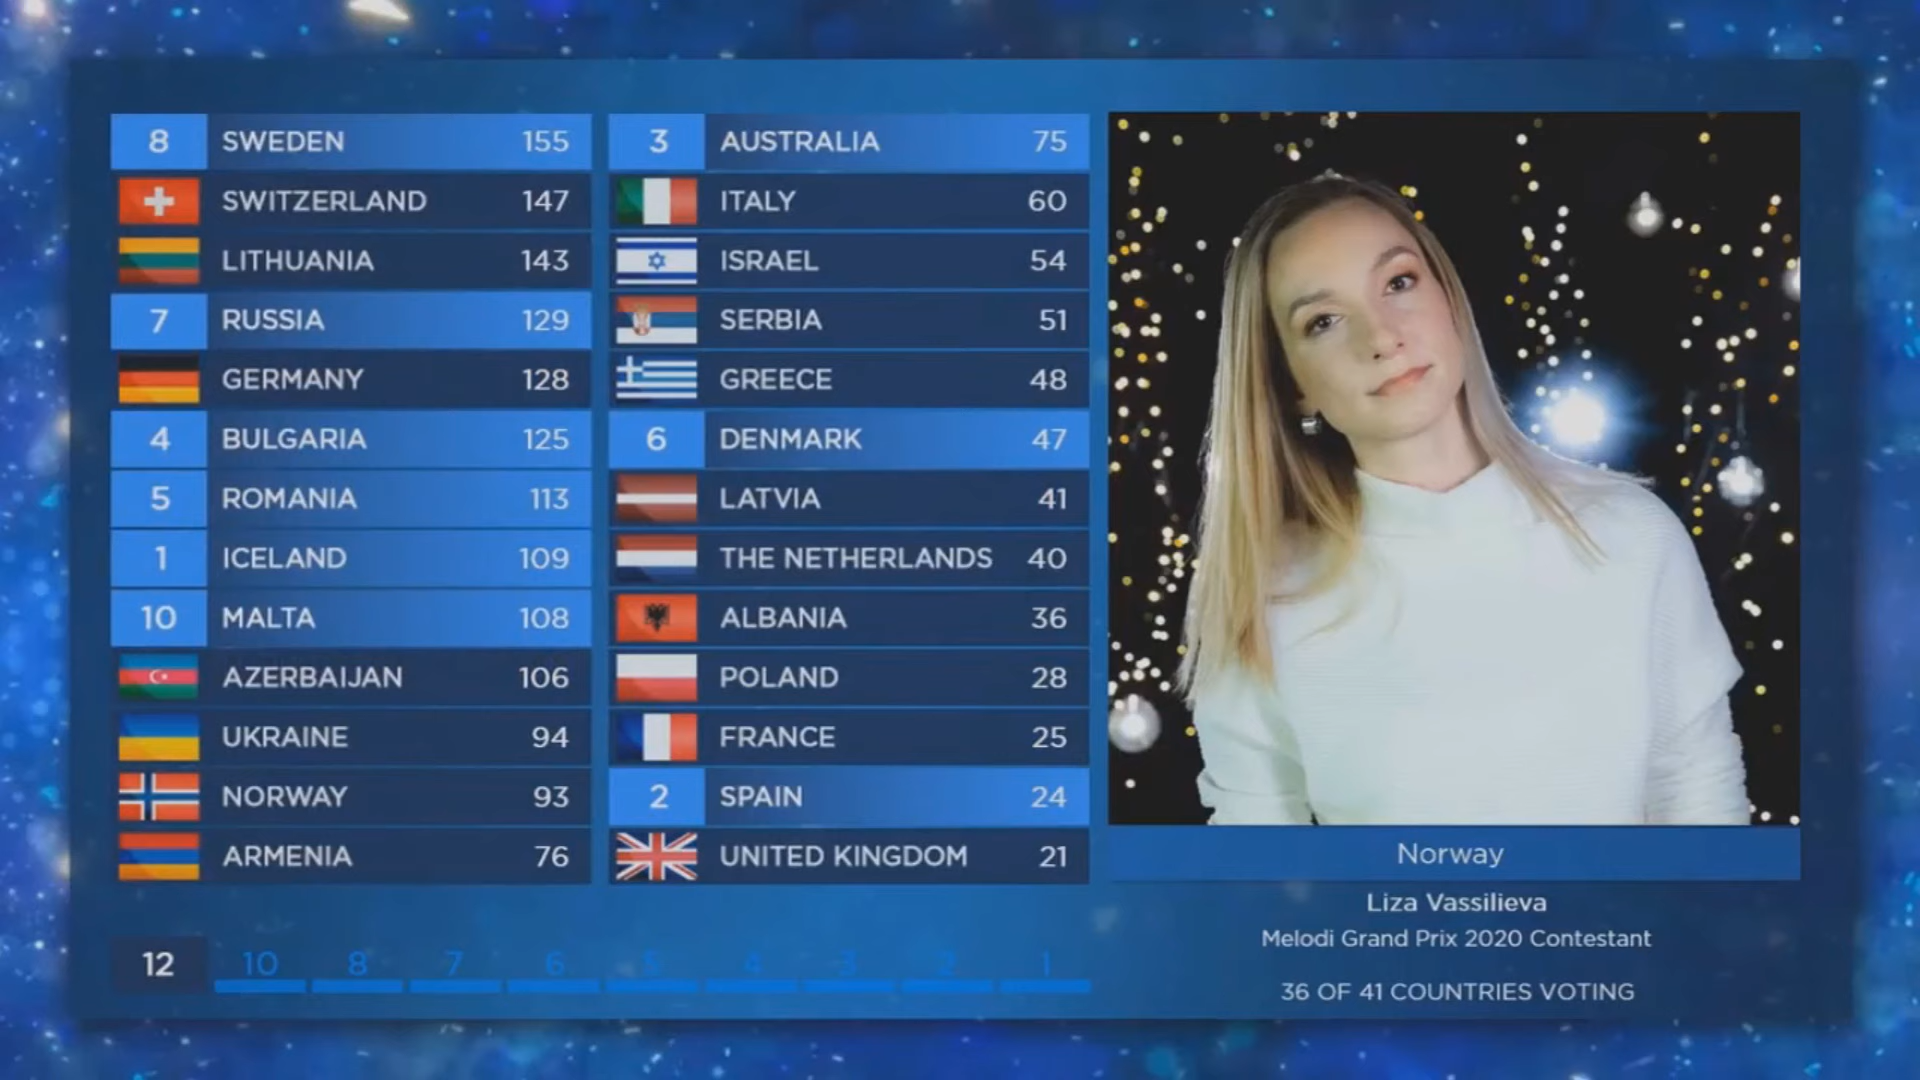 8 SWEDEN 155
SWITZERLAND 147
LITHUANIA 143
7 RUSSIA 129
GERMANY 128
4 BULGARIA 125
5 ROMANIA 113
1 ICELAND 109
10 MALTA 108
AZERBAIJAN 106
UKRAINE 94
NORWAY 93
ARMENIA 76
3 AUSTRALIA 75
ITALY 60
ISRAEL 54
SERBIA 51
GREECE 48
6 DENMARK 47
LATVIA 41
THE NETHERLANDS 40
ALBANIA 36
POLAND 28
FRANCE 25
2 SPAIN 24
UNITED KINGDOM 21
12 10 8 7 6 5 4 3 2 1
Norway
Liza Vassilieva
Melodi Grand Prix 2020 Contestant
36 OF 41 COUNTRIES VOTING